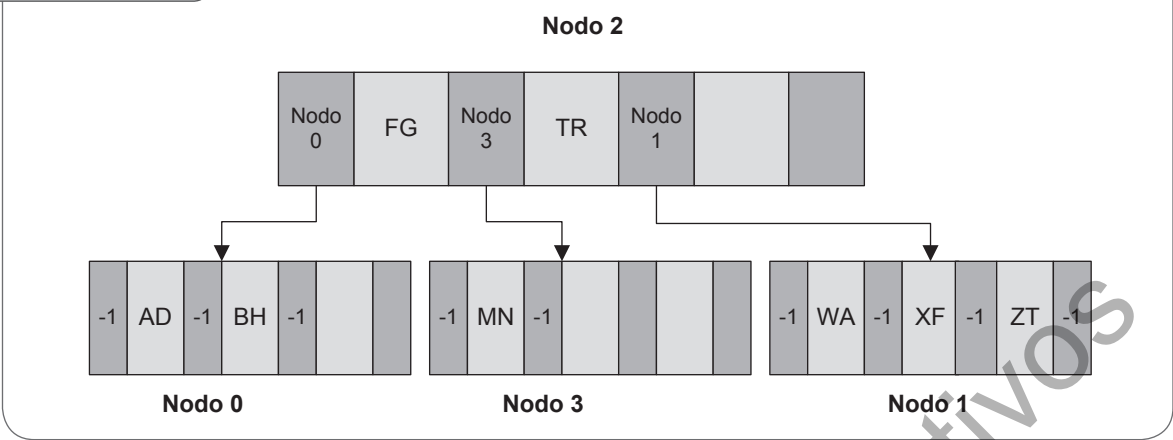 Nodo 2
Nodo 0 FG Nodo 3 TR Nodo 1
-1 AD -1 BH -1
-1 MN -1
-1 WA -1 XF -1 ZT -1
Nodo 0
Nodo 3
Nodo 1